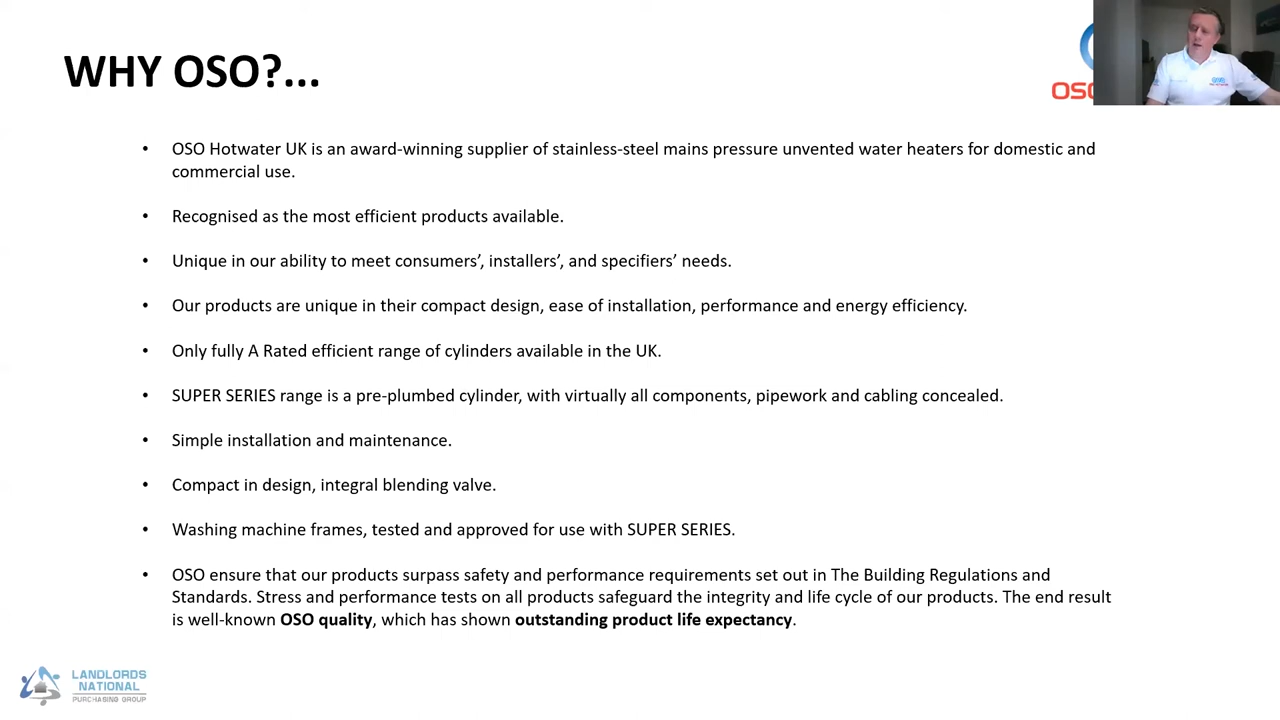 WHY OSO?...
OSO
• OSO Hotwater UK is an award-winning supplier of stainless-steel mains pressure unvented water heaters for domestic and
commercial use.
• Recognised as the most efficient products available.
• Unique in our ability to meet consumers’, installers’, and specifiers’ needs.
• Our products are unique in their compact design, ease of installation, performance and energy efficiency.
• Only fully A Rated efficient range of cylinders available in the UK.
• SUPER SERIES range is a pre-plumbed cylinder, with virtually all components, pipework and cabling concealed.
• Simple installation and maintenance.
• Compact in design, integral blending valve.
• Washing machine frames, tested and approved for use with SUPER SERIES.
• OSO ensure that our products surpass safety and performance requirements set out in The Building Regulations and
Standards. Stress and performance tests on all products safeguard the integrity and life cycle of our products. The end result
is well-known OSO quality, which has shown outstanding product life expectancy.
LANDLORDS
NATIONAL
PURCHASING GROUP